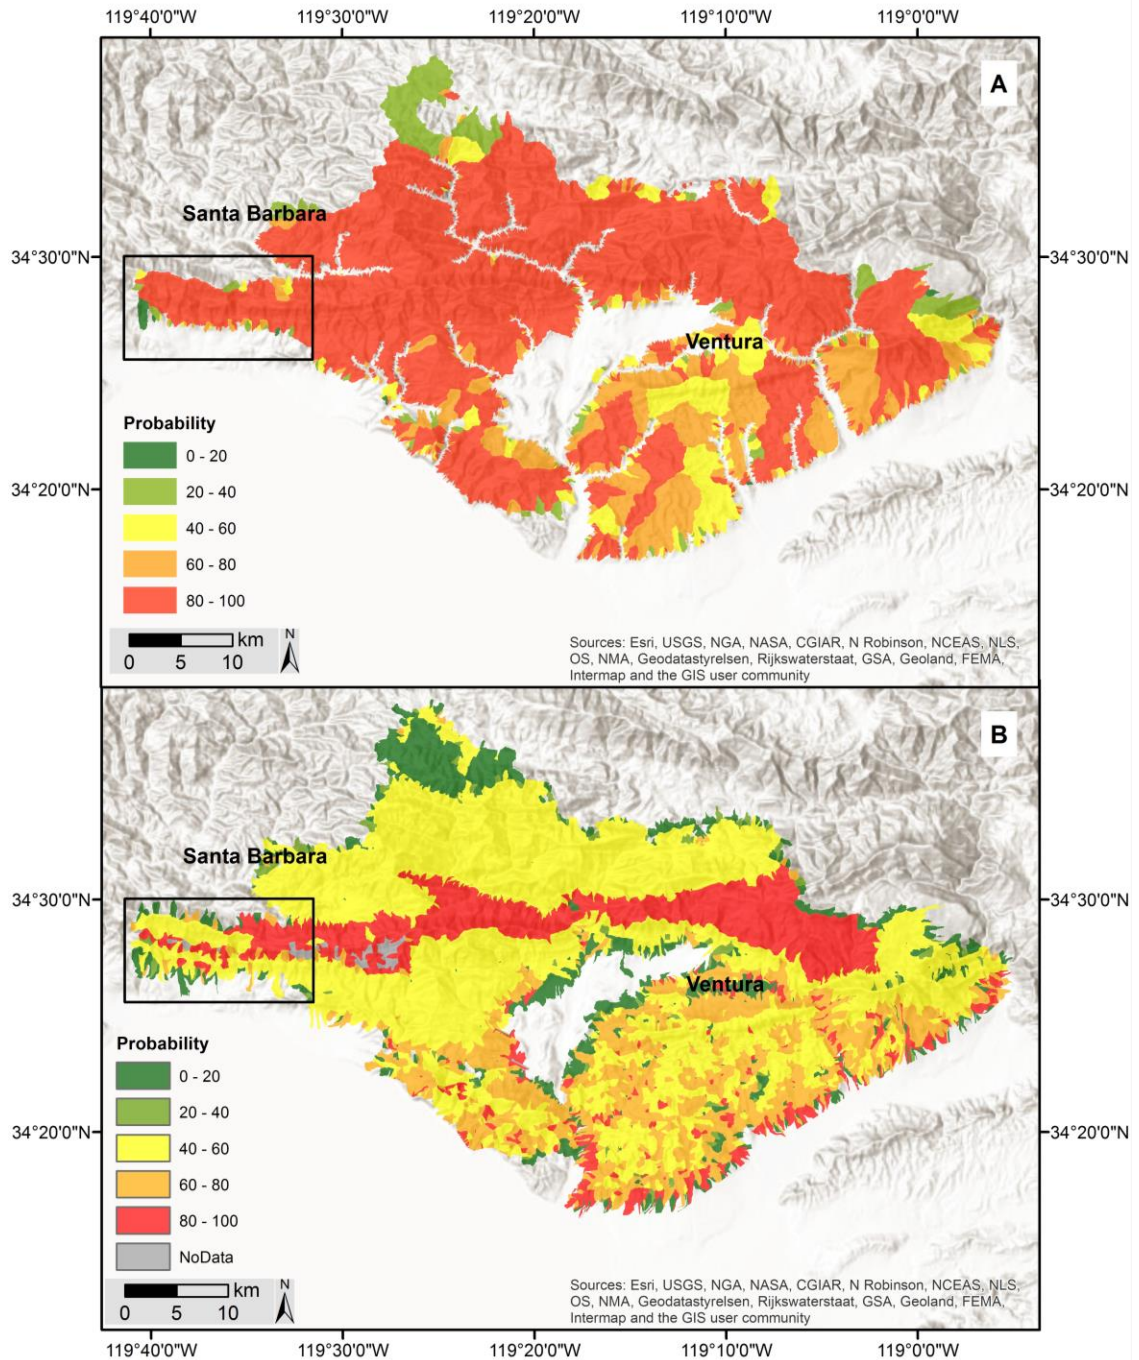 119°40'0"W 119°30'0"W 119°20'0"W 119°10'0"W 119°0'0"W
A
Santa Barbara
34°30'0"N 34°30'0"N
Ventura
Probability
0 - 20
20 - 40
40 - 60
60 - 80
80 - 100
34°20'0"N 34°20'0"N
km
N
0 5 10
Sources: Esri, USGS, NGA, NASA, CGIAR, N Robinson, NCEAS, NLS,
OS, NMA, Geodatastyrelsen, Rijkswaterstaat, GSA, Geoland, FEMA,
Intermap and the GIS user community
B
Santa Barbara
34°30'0"N 34°30'0"N
Ventura
Probability
0 - 20
20 - 40
40 - 60
60 - 80
80 - 100
NoData
34°20'0"N 34°20'0"N
km
N
0 5 10
Sources: Esri, USGS, NGA, NASA, CGIAR, N Robinson, NCEAS, NLS,
OS, NMA, Geodatastyrelsen, Rijkswaterstaat, GSA, Geoland, FEMA,
Intermap and the GIS user community
119°40'0"W 119°30'0"W 119°20'0"W 119°10'0"W 119°0'0"W